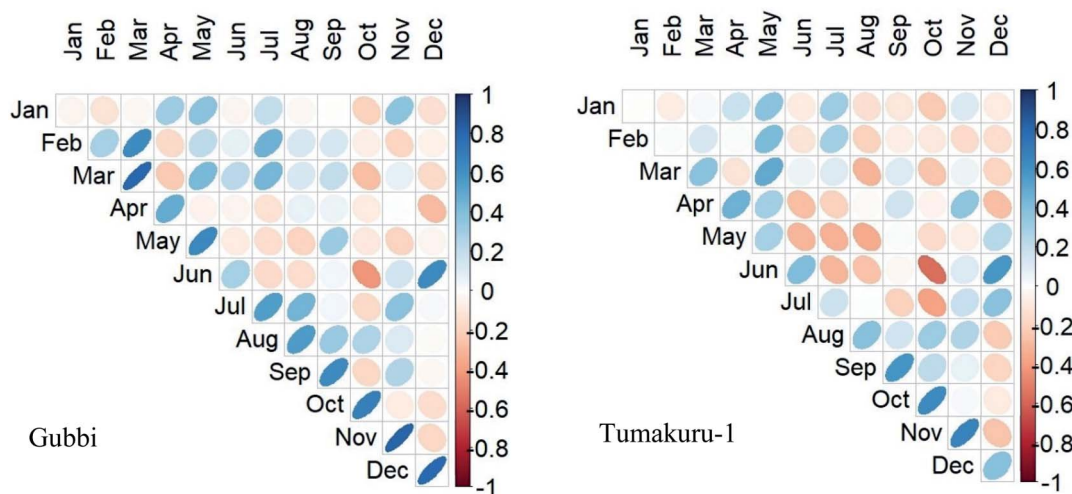 Jan Feb Mar Apr May Jun Jul Aug Sep Oct Nov Dec
Jan
Feb
Mar
Apr
May
Jun
Jul
Aug
Sep
Oct
Nov
Dec
1
0.8
0.6
0.4
0.2
0
-0.2
-0.4
-0.6
-0.8
-1
Gubbi
Jan Feb Mar Apr May Jun Jul Aug Sep Oct Nov Dec
Jan
Feb
Mar
Apr
May
Jun
Jul
Aug
Sep
Oct
Nov
Dec
1
0.8
0.6
0.4
0.2
0
-0.2
-0.4
-0.6
-0.8
-1
Tumakuru-1